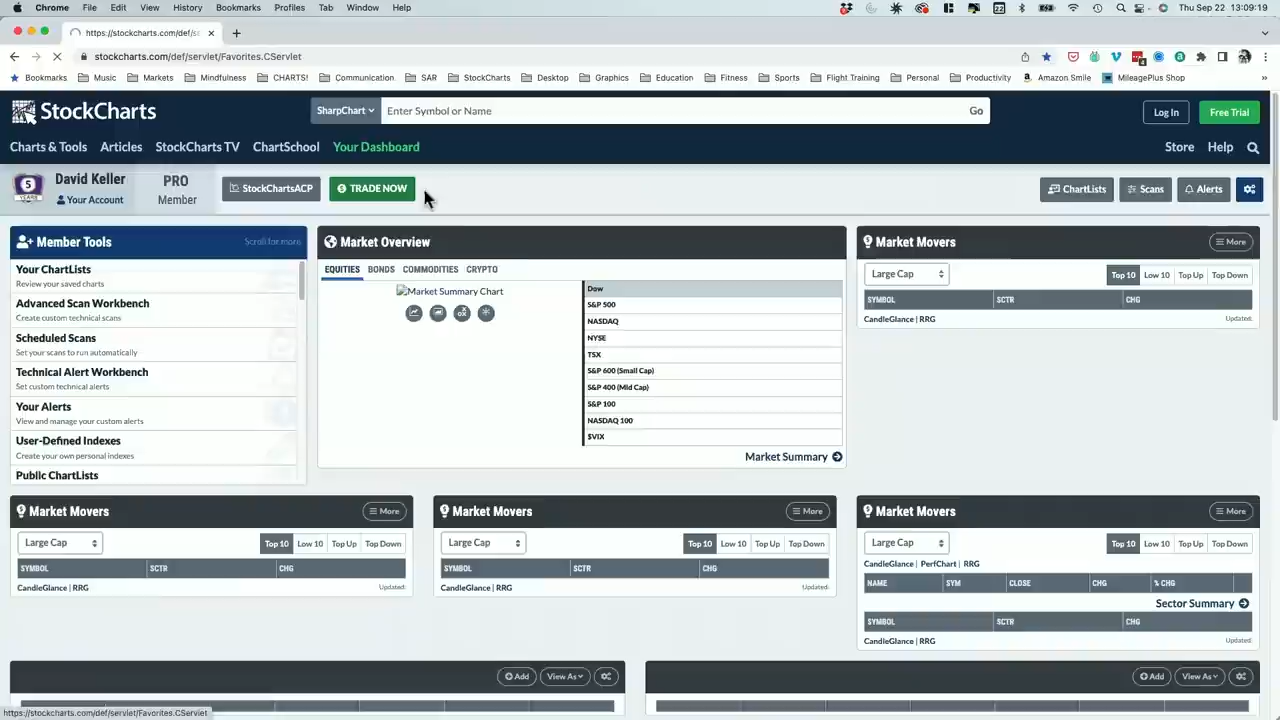 Chrome File Edit View History Bookmarks Profiles Tab Window Help 22 Thu Sep 22 13:09:19
https://stockcharts.com/def/se
stockcharts.com/def/servlet/Favorites.CServlet
Bookmarks Music Markets Mindfulness CHARTS! Communication SAR StockCharts Desktop Graphics Education Fitness Sports Flight Training Personal Productivity Amazon Smile MileagePlus Shop »
StockCharts SharpChart Enter Symbol or Name Go Log In Free Trial
Charts & Tools Articles StockCharts TV ChartSchool Your Dashboard Store Help
5 YEARS David Keller Your Account PRO Member StockChartsACP TRADE NOW ChartLists Scans Alerts
Member Tools Scroll for more
Your ChartLists
Review your saved charts
Advanced Scan Workbench
Create custom technical scans
Scheduled Scans
Set your scans to run automatically
Technical Alert Workbench
Set custom technical alerts
Your Alerts
View and manage your custom alerts
User-Defined Indexes
Create your own personal indexes
Public ChartLists
Market Overview
EQUITIES BONDS COMMODITIES CRYPTO
Market Summary Chart
Dow
S&P 500
NASDAQ
NYSE
TSX
S&P 600 (Small Cap)
S&P 400 (Mid Cap)
S&P 100
NASDAQ 100
$VIX
Market Summary
Market Movers More
Large Cap Top 10 Low 10 Top Up Top Down
SYMBOL SCTR CHG
CandleGlance | RRG Updated:
Market Movers More
Large Cap Top 10 Low 10 Top Up Top Down
SYMBOL SCTR CHG
CandleGlance | RRG Updated:
Market Movers More
Large Cap Top 10 Low 10 Top Up Top Down
SYMBOL SCTR CHG
CandleGlance | RRG Updated:
Market Movers More
Large Cap Top 10 Low 10 Top Up Top Down
CandleGlance | PerfChart | RRG
NAME SYM CLOSE CHG % CHG
Sector Summary
SYMBOL SCTR CHG
CandleGlance | RRG Updated:
Add View As
Add View As
https://stockcharts.com/def/servlet/Favorites.CServlet